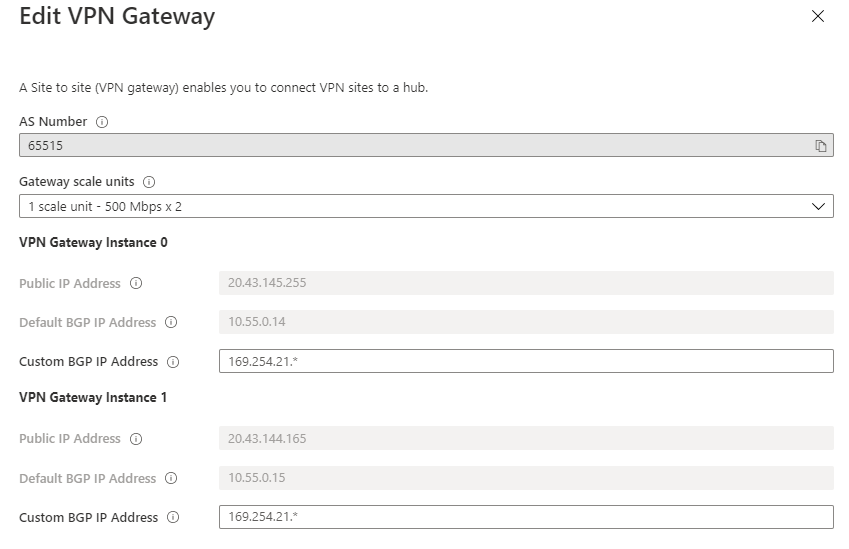 Edit VPN Gateway
A Site to site (VPN gateway) enables you to connect VPN sites to a hub.
AS Number
65515
Gateway scale units
1 scale unit - 500 Mbps x 2
VPN Gateway Instance 0
Public IP Address 20.43.145.255
Default BGP IP Address 10.55.0.14
Custom BGP IP Address 169.254.21.*
VPN Gateway Instance 1
Public IP Address 20.43.144.165
Default BGP IP Address 10.55.0.15
Custom BGP IP Address 169.254.21.*